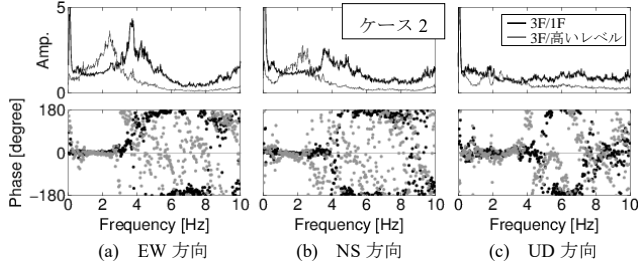 ケース 2
3F/1F
3F/高いレベル
Amp.
5
0
Phase [degree]
180
0
-180
0 2 4 6 8 10
0 2 4 6 8 10
0 2 4 6 8 10
Frequency [Hz]
Frequency [Hz]
Frequency [Hz]
(a) EW 方向
(b) NS 方向
(c) UD 方向